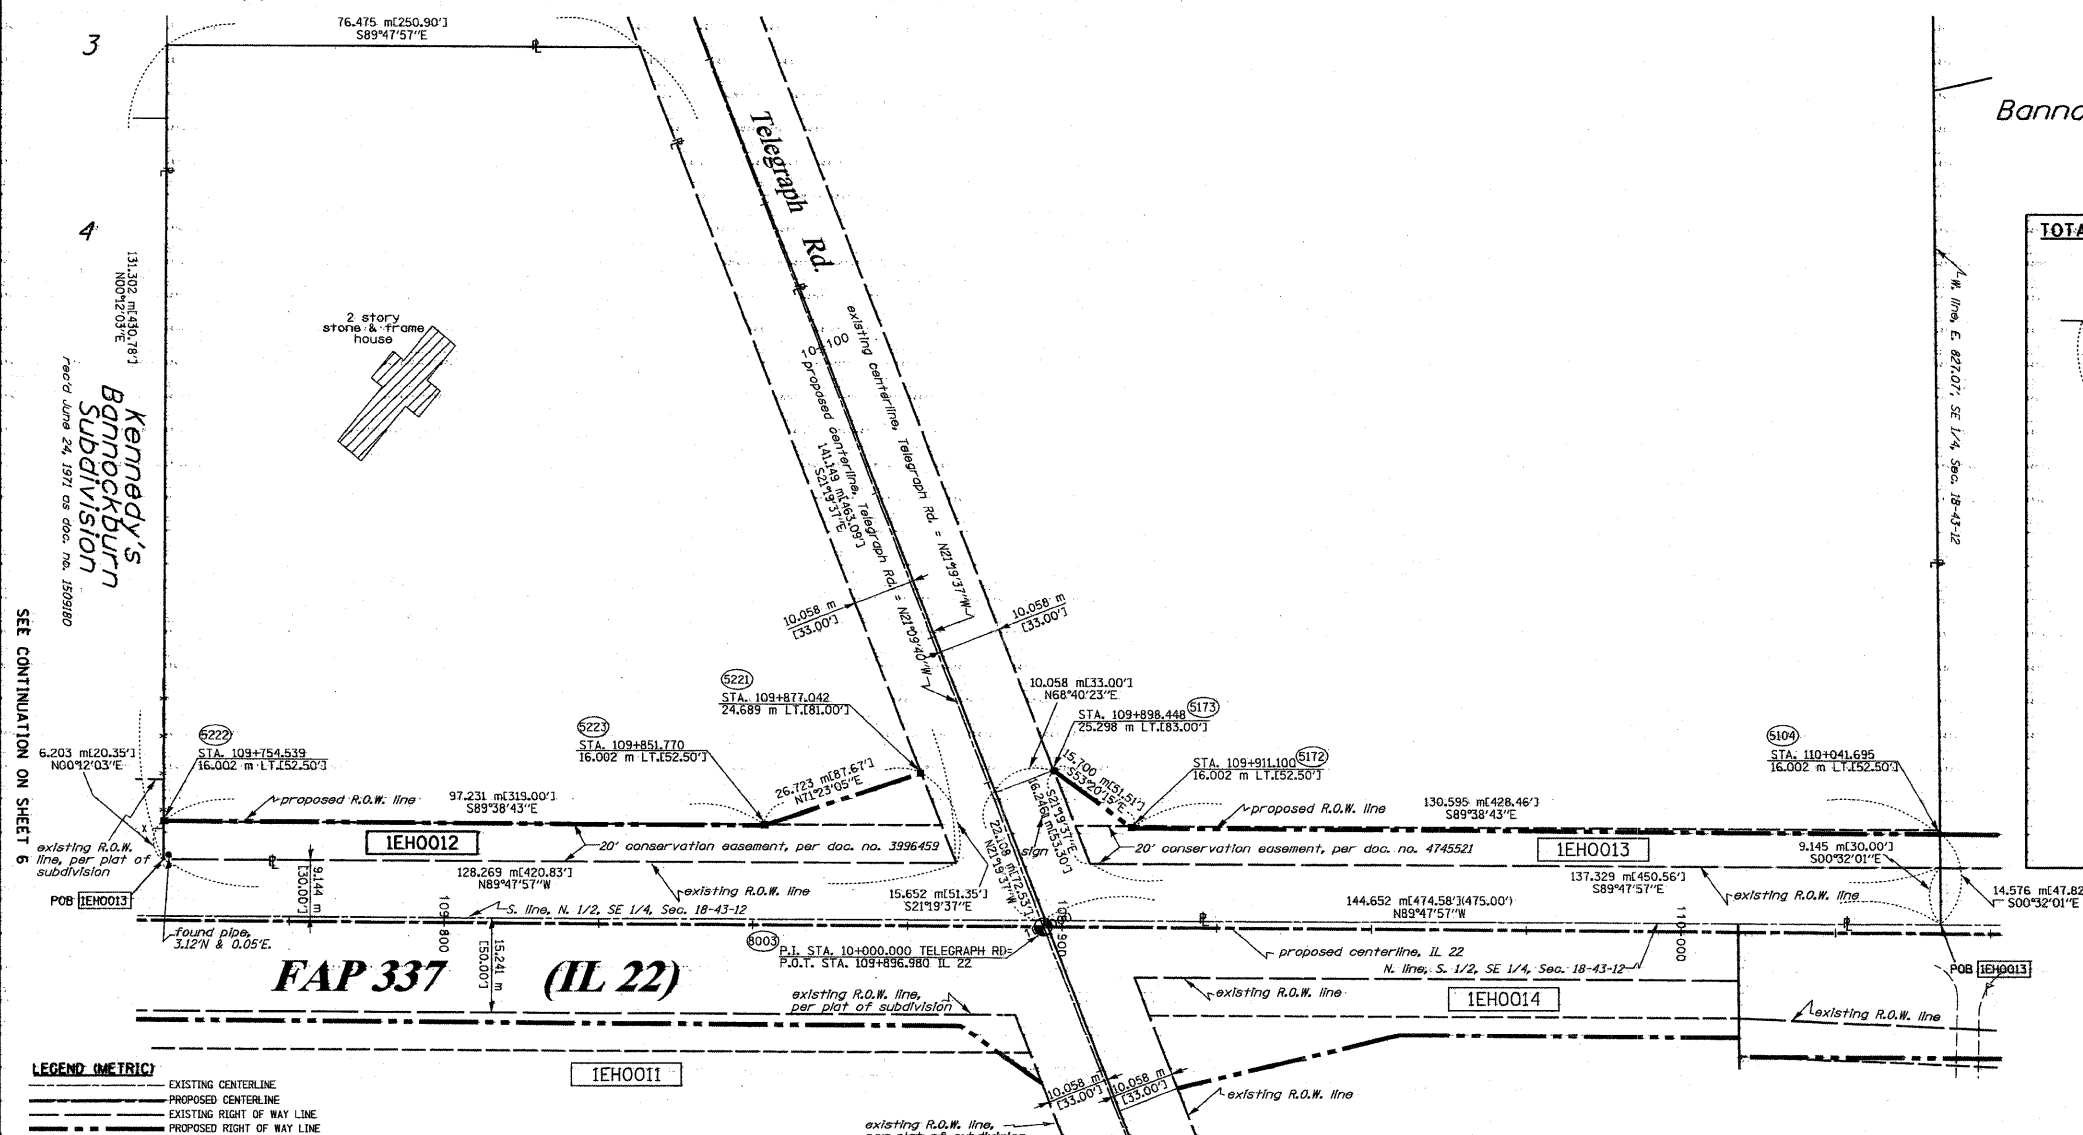 76.475 m[250.90']
S89°47'57"E
3
4
Banno
TOTA
Telegraph Rd.
131.302 m[430.78']
N00°12'03"E
2 story
stone & frame
house
Kennedy's
Bannockburn
Subdivision
rec'd June 24, 1971 as doc. no. 1509180
10+100
existing centerline, Telegraph Rd. = N21°19'37"W
proposed centerline, Telegraph Rd. = N21°09'40"W
141.149 m[463.09']
S21°19'37"E
W. line, E. 827.07', SE 1/4, Sec. 18-43-12
SEE CONTINUATION ON SHEET 6
10.058 m
[33.00']
10.058 m
[33.00']
5221
STA. 109+877.042
24.689 m LT.[81.00']
10.058 m[33.00']
N68°40'23"E
5173
STA. 109+898.448
25.298 m LT.[83.00']
5222
STA. 109+754.539
16.002 m LT.[52.50']
5223
STA. 109+851.770
16.002 m LT.[52.50']
5172
STA. 109+911.100
16.002 m LT.[52.50']
5104
STA. 110+041.695
16.002 m LT.[52.50']
6.203 m[20.35']
N00°12'03"E
26.723 m[87.67']
N71°23'05"E
15.700 m[51.51']
S53°20'15"E
proposed R.O.W. line
97.231 m[319.00']
S89°38'43"E
proposed R.O.W. line
130.595 m[428.46']
S89°38'43"E
S21°19'37"E
16.246 m[53.30']
22.108 m[72.53']
N21°19'37"W
sign
1EH0012
20' conservation easement, per doc. no. 3996459
20' conservation easement, per doc. no. 4745521
1EH0013
9.145 m[30.00']
S00°32'01"E
existing R.O.W.
line, per plat of
subdivision
9.144 m
[30.00']
128.269 m[420.83']
N89°47'57"W
existing R.O.W. line
15.652 m[51.35']
S21°19'37"E
137.329 m[450.56']
S89°47'57"E
existing R.O.W. line
14.576 m[47.82
S00°32'01"E
POB 1EH0013
144.652 m[474.58'](475.00')
N89°47'57"W
S. line, N. 1/2, SE 1/4, Sec. 18-43-12
109+800
109+900
110+000
found pipe,
3.12'N & 0.05'E.
8003
P.I. STA. 10+000.000 TELEGRAPH RD=
P.O.T. STA. 109+896.980 IL 22
proposed centerline, IL 22
N. line, S. 1/2, SE 1/4, Sec. 18-43-12
POB 1EH0013
FAP 337 (IL 22)
15.241 m
[50.00']
existing R.O.W. line,
per plat of subdivision
existing R.O.W. line
1EH0014
existing R.O.W. line
1EH0011
10.058 m
[33.00']
10.058 m
[33.00']
existing R.O.W. line
existing R.O.W. line,
per plat of subdivision
LEGEND (METRIC)
EXISTING CENTERLINE
PROPOSED CENTERLINE
EXISTING RIGHT OF WAY LINE
PROPOSED RIGHT OF WAY LINE